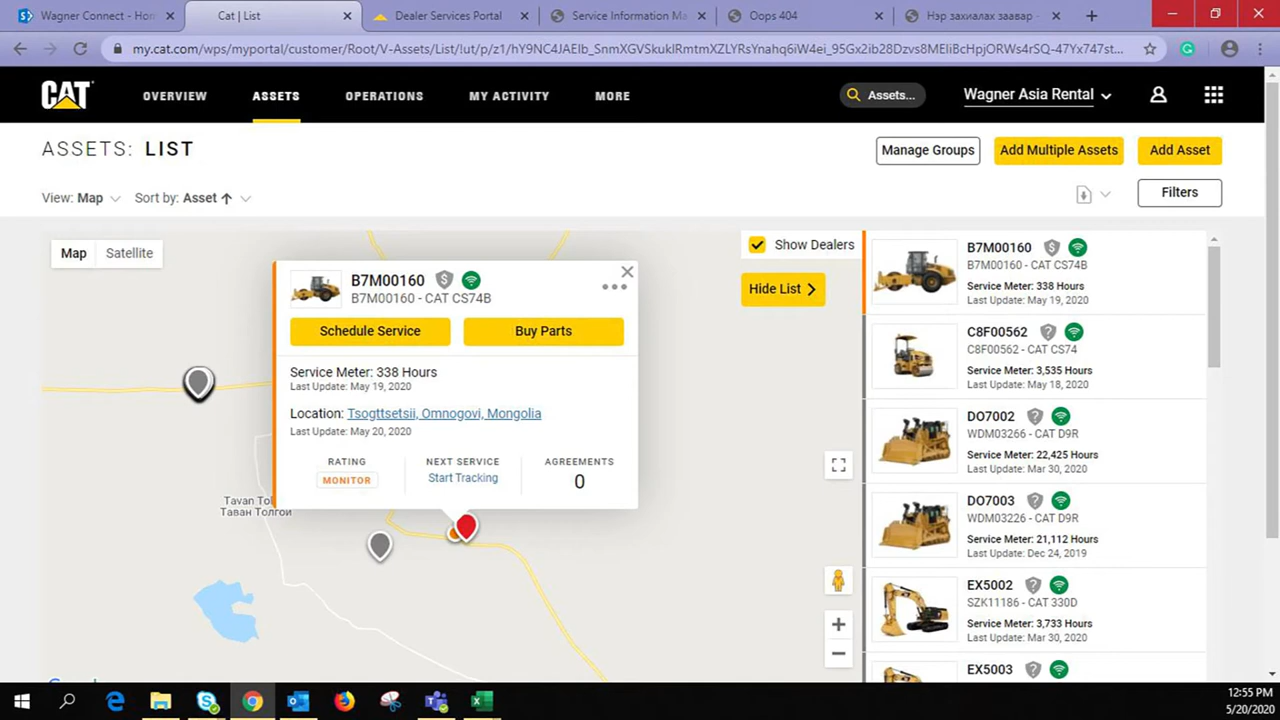 Wagner Connect - Hon
Cat | List
Dealer Services Portal
Service Information Ma
Oops 404
Нэр захиалах заавар -
my.cat.com/wps/myportal/customer/Root/V-Assets/List/!ut/p/z1/hY9NC4JAEIb_SnmXGVSkuklRmtmXZLYRsYnahq6iW4ei_95Gx2ib28Dzvs8MEIiBcHpjORWs4rSQ-47Yx747st...
CAT
OVERVIEW
ASSETS
OPERATIONS
MY ACTIVITY
MORE
Assets...
Wagner Asia Rental
ASSETS: LIST
Manage Groups
Add Multiple Assets
Add Asset
View: Map
Sort by: Asset
Filters
Map
Satellite
Show Dealers
Hide List
B7M00160
B7M00160 - CAT CS74B
Schedule Service
Buy Parts
Service Meter: 338 Hours
Last Update: May 19, 2020
Location: Tsogttsetsii, Omnogovi, Mongolia
Last Update: May 20, 2020
RATING
MONITOR
NEXT SERVICE
Start Tracking
AGREEMENTS
0
Tavan Tol
Таван Толгой
B7M00160
B7M00160 - CAT CS74B
Service Meter: 338 Hours
Last Update: May 19, 2020
C8F00562
C8F00562 - CAT CS74
Service Meter: 3,535 Hours
Last Update: May 18, 2020
DO7002
WDM03266 - CAT D9R
Service Meter: 22,425 Hours
Last Update: Mar 30, 2020
DO7003
WDM03226 - CAT D9R
Service Meter: 21,112 Hours
Last Update: Dec 24, 2019
EX5002
SZK11186 - CAT 330D
Service Meter: 3,733 Hours
Last Update: Mar 30, 2020
EX5003
12:55 PM
5/20/2020